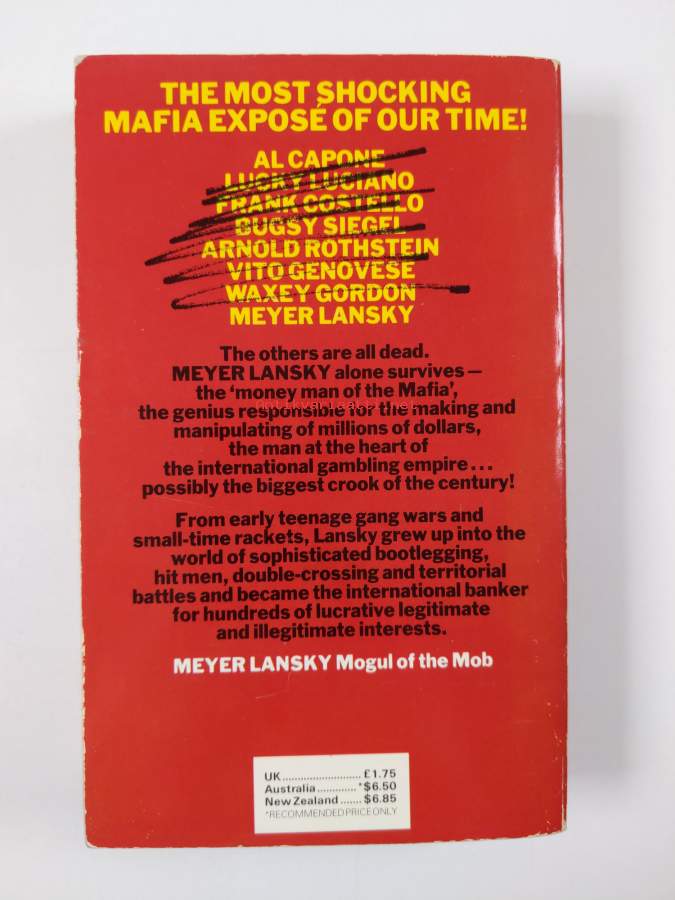 THE MOST SHOCKING
MAFIA EXPOSÉ OF OUR TIME!
AL CAPONE
LUCKY LUCIANO
FRANK COSTELLO
BUGSY SIEGEL
ARNOLD ROTHSTEIN
VITO GENOVESE
WAXEY GORDON
MEYER LANSKY
The others are all dead.
MEYER LANSKY alone survives —
the ‘money man of the Mafia’,
the genius responsible for the making and
manipulating of millions of dollars,
the man at the heart of
the international gambling empire...
possibly the biggest crook of the century!
From early teenage gang wars and
small-time rackets, Lansky grew up into the
world of sophisticated bootlegging,
hit men, double-crossing and territorial
battles and became the international banker
for hundreds of lucrative legitimate
and illegitimate interests.
MEYER LANSKY Mogul of the Mob
UK .......................... £1.75
Australia ............. *$6.50
New Zealand ....... $6.85
*RECOMMENDED PRICE ONLY